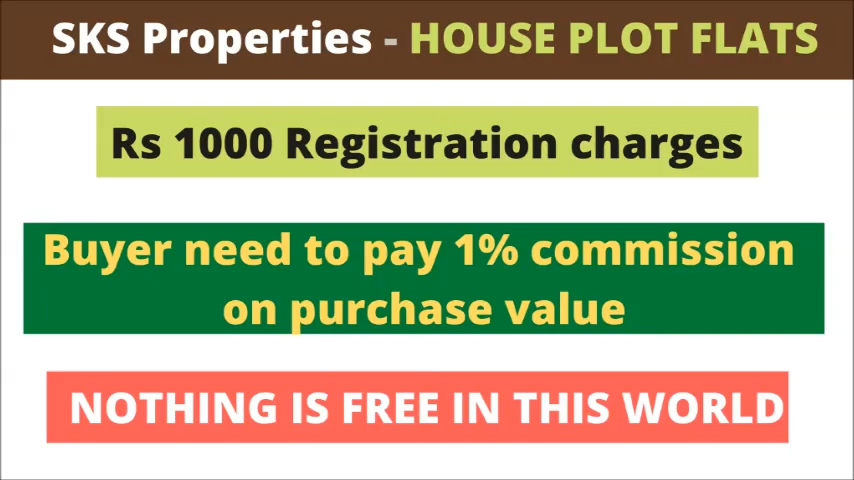 SKS Properties - HOUSE PLOT FLATS
Rs 1000 Registration charges
Buyer need to pay 1% commission
on purchase value
NOTHING IS FREE IN THIS WORLD